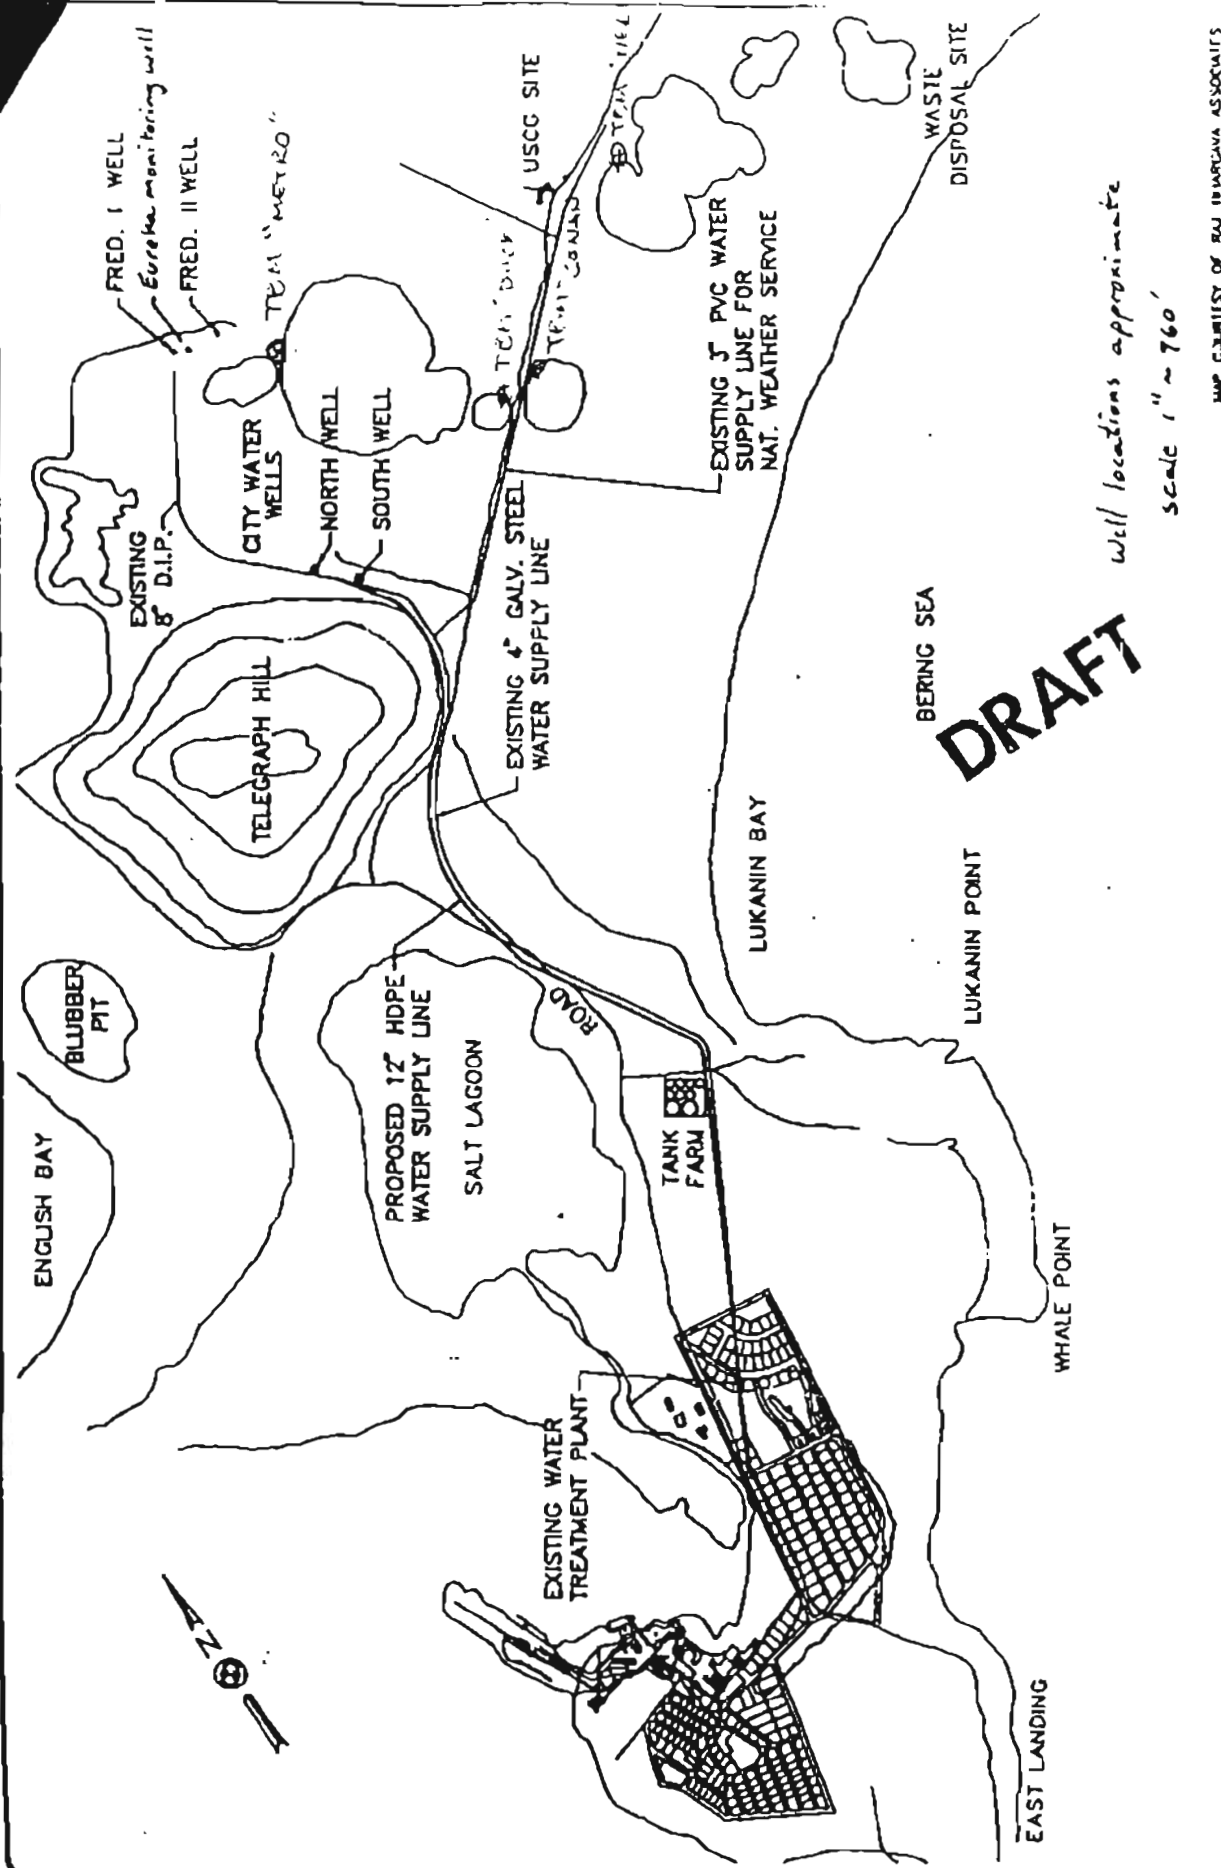 FRED. I WELL
Eureka monitoring well
FRED. II WELL
TEM "METRO"
USCG SITE
WASTE
DISPOSAL SITE
CITY WATER
WELLS
NORTH WELL
SOUTH WELL
EXISTING
8" D.I.P.
EXISTING 3" PVC WATER
SUPPLY LINE FOR
NAT. WEATHER SERVICE
EXISTING 4" GALV. STEEL
WATER SUPPLY LINE
TELEGRAPH HILL
BLUBBER
PIT
ENGLISH BAY
PROPOSED 12" HDPE
WATER SUPPLY LINE
SALT LAGOON
ROAD
TANK
FARM
LUKANIN BAY
BERING SEA
LUKANIN POINT
WHALE POINT
EXISTING WATER
TREATMENT PLANT
EAST LANDING
N
Well locations approximate
scale 1" ~ 760'
DRAFT